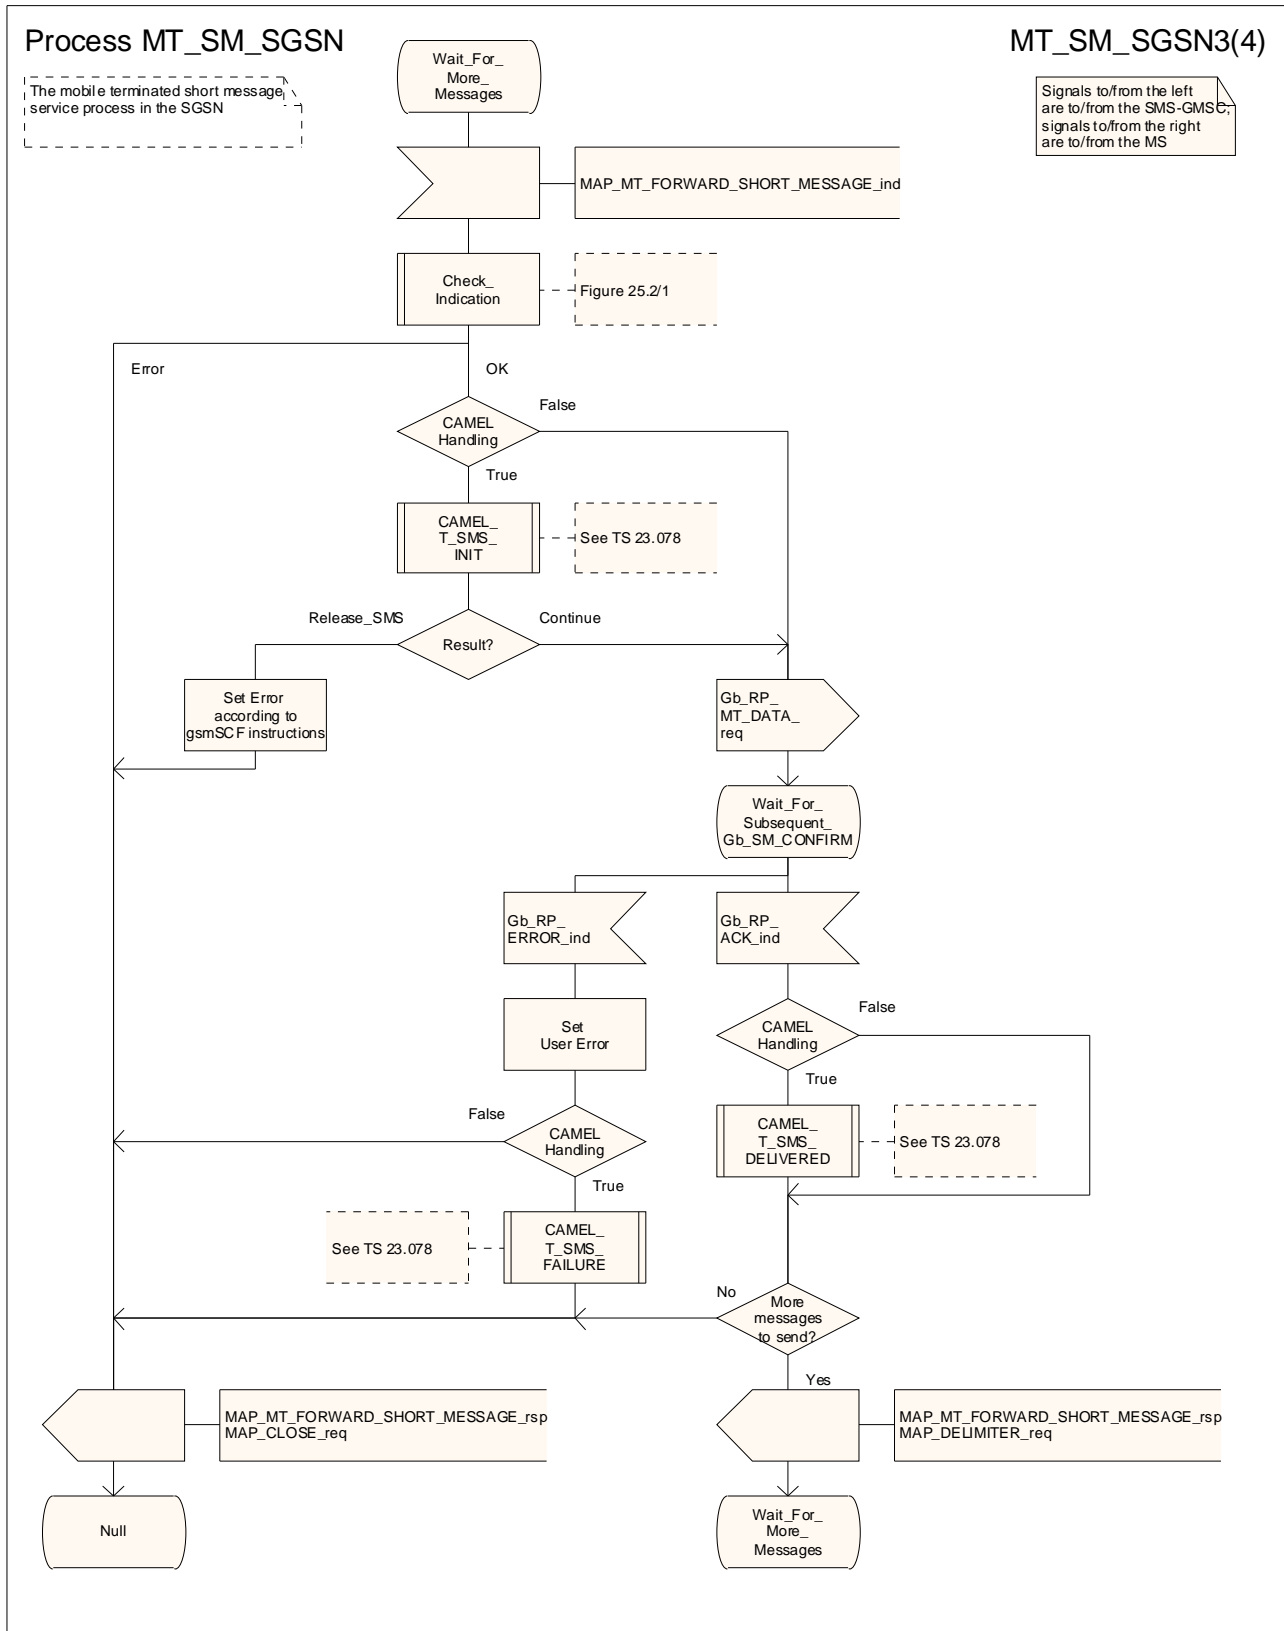 Process MT_SM_SGSN
MT_SM_SGSN3(4)
The mobile terminated short message
service process in the SGSN
Wait_For_
More_
Messages
Signals to/from the left
are to/from the SMS-GMSC;
signals to/from the right
are to/from the MS
MAP_MT_FORWARD_SHORT_MESSAGE_ind
Check_
Indication
Figure 25.2/1
Error
OK
CAMEL
Handling
False
True
CAMEL_
T_SMS_
INIT
See TS 23.078
Release_SMS
Result?
Continue
Set Error
according to
gsmSCF instructions
Gb_RP_
MT_DATA_
req
Wait_For_
Subsequent_
Gb_SM_CONFIRM
Gb_RP_
ERROR_ind
Gb_RP_
ACK_ind
Set
User Error
CAMEL
Handling
False
True
False
CAMEL
Handling
True
CAMEL_
T_SMS_
DELIVERED
See TS 23.078
See TS 23.078
CAMEL_
T_SMS_
FAILURE
No
More
messages
to send?
Yes
MAP_MT_FORWARD_SHORT_MESSAGE_rsp
MAP_CLOSE_req
MAP_MT_FORWARD_SHORT_MESSAGE_rsp
MAP_DELIMITER_req
Null
Wait_For_
More_
Messages